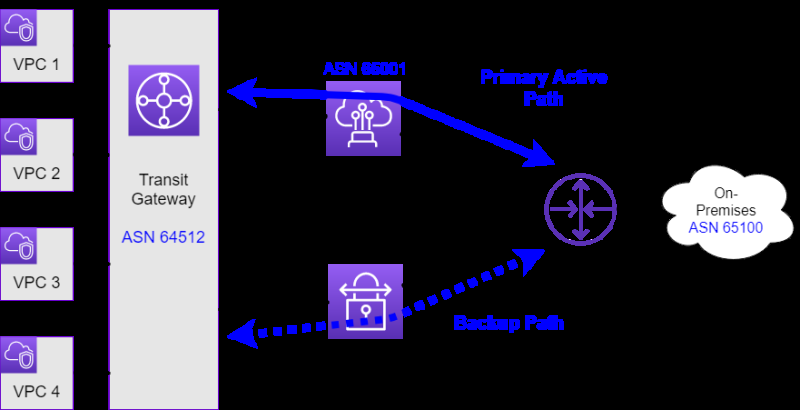 VPC 1
VPC 2
VPC 3
VPC 4
Transit
Gateway
ASN 64512
ASN 65001
Primary Active
Path
Backup Path
On-
Premises
ASN 65100